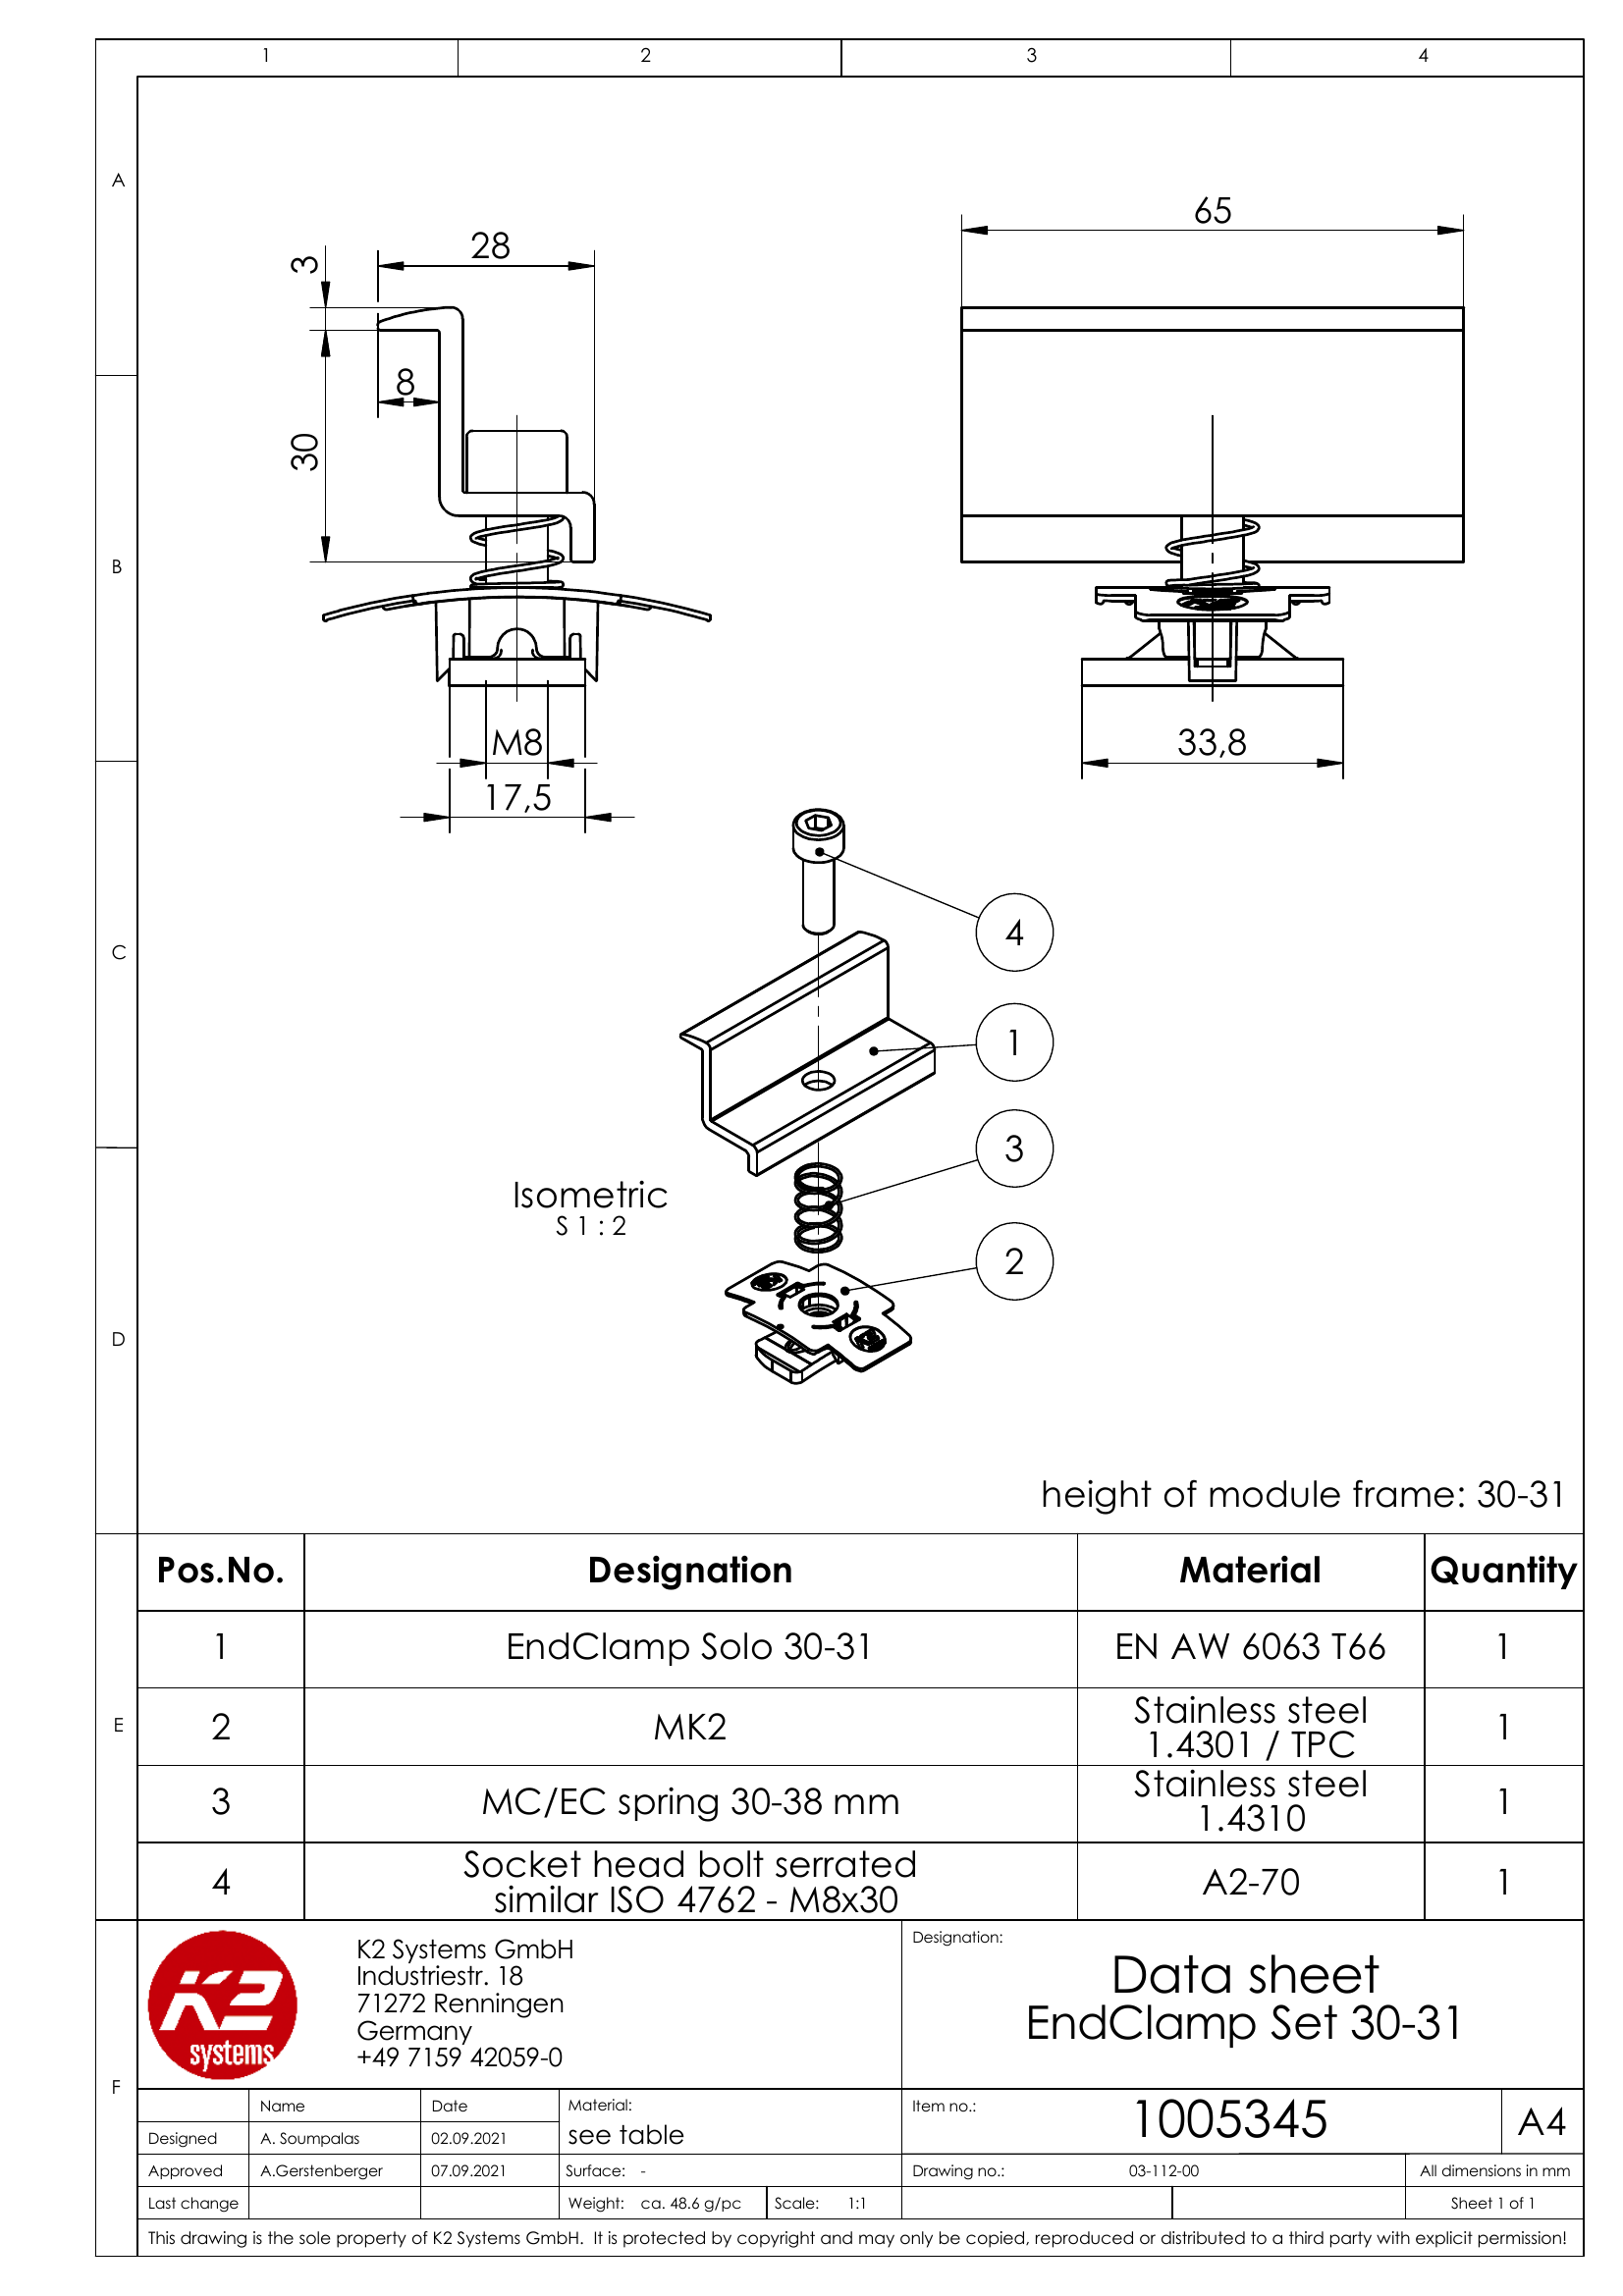 1 2 3 4
A
B
C
D
E
F
28
3
8
30
M8
17,5
65
33,8
4
1
3
2
Isometric
S 1 : 2
height of module frame: 30-31
Pos.No. Designation Material Quantity
1 EndClamp Solo 30-31 EN AW 6063 T66 1
2 MK2 Stainless steel 1.4301 / TPC 1
3 MC/EC spring 30-38 mm Stainless steel 1.4310 1
4 Socket head bolt serrated similar ISO 4762 - M8x30 A2-70 1
K2 systems
K2 Systems GmbH
Industriestr. 18
71272 Renningen
Germany
+49 7159 42059-0
Designation:
Data sheet
EndClamp Set 30-31
Name Date Material: Item no.: 1005345 A4
Designed A. Soumpalas 02.09.2021 see table
Approved A.Gerstenberger 07.09.2021 Surface: - Drawing no.: 03-112-00 All dimensions in mm
Last change Weight: ca. 48.6 g/pc Scale: 1:1 Sheet 1 of 1
This drawing is the sole property of K2 Systems GmbH. It is protected by copyright and may only be copied, reproduced or distributed to a third party with explicit permission!